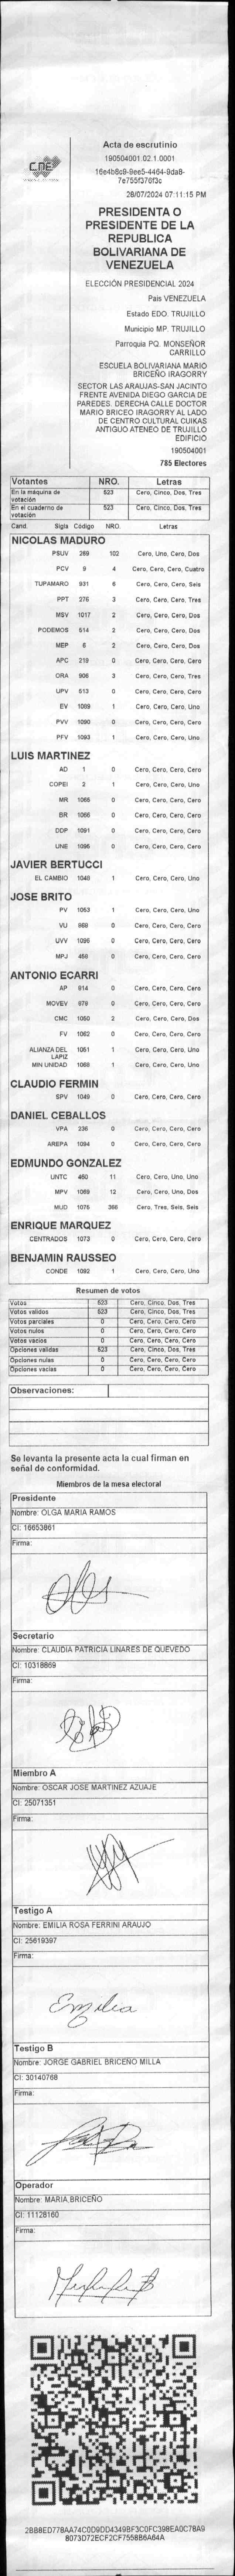 CNE
Acta de escrutinio
190504001.02.1.0001
16e4b8c9-9ee5-4464-9da8-
7e755f376f3c
28/07/2024 07:11:15 PM
PRESIDENTA O
PRESIDENTE DE LA
REPUBLICA
BOLIVARIANA DE
VENEZUELA
ELECCIÓN PRESIDENCIAL 2024
País VENEZUELA
Estado EDO. TRUJILLO
Municipio MP. TRUJILLO
Parroquia PQ. MONSEÑOR
CARRILLO
ESCUELA BOLIVARIANA MARIO
BRICEÑO IRAGORRY
SECTOR LAS ARAUJAS-SAN JACINTO
FRENTE AVENIDA DIEGO GARCIA DE
PAREDES. DERECHA CALLE DOCTOR
MARIO BRICEO IRAGORRY AL LADO
DE CENTRO CULTURAL CUIKAS
ANTIGUO ATENEO DE TRUJILLO
EDIFICIO
190504001
785 Electores
Votantes NRO. Letras
En la máquina de votación 523 Cero, Cinco, Dos, Tres
En el cuaderno de votación 523 Cero, Cinco, Dos, Tres
Cand. Sigla Código NRO. Letras
NICOLAS MADURO
PSUV 269 102 Cero, Uno, Cero, Dos
PCV 9 4 Cero, Cero, Cero, Cuatro
TUPAMARO 931 6 Cero, Cero, Cero, Seis
PPT 276 3 Cero, Cero, Cero, Tres
MSV 1017 2 Cero, Cero, Cero, Dos
PODEMOS 514 2 Cero, Cero, Cero, Dos
MEP 6 2 Cero, Cero, Cero, Dos
APC 219 0 Cero, Cero, Cero, Cero
ORA 906 3 Cero, Cero, Cero, Tres
UPV 513 0 Cero, Cero, Cero, Cero
EV 1089 1 Cero, Cero, Cero, Uno
PVV 1090 0 Cero, Cero, Cero, Cero
PFV 1093 1 Cero, Cero, Cero, Uno
LUIS MARTINEZ
AD 1 0 Cero, Cero, Cero, Cero
COPEI 2 1 Cero, Cero, Cero, Uno
MR 1065 0 Cero, Cero, Cero, Cero
BR 1066 0 Cero, Cero, Cero, Cero
DDP 1091 0 Cero, Cero, Cero, Cero
UNE 1096 0 Cero, Cero, Cero, Cero
JAVIER BERTUCCI
EL CAMBIO 1048 1 Cero, Cero, Cero, Uno
JOSE BRITO
PV 1053 1 Cero, Cero, Cero, Uno
VU 868 0 Cero, Cero, Cero, Cero
UVV 1095 0 Cero, Cero, Cero, Cero
MPJ 458 0 Cero, Cero, Cero, Cero
ANTONIO ECARRI
AP 914 0 Cero, Cero, Cero, Cero
MOVEV 979 0 Cero, Cero, Cero, Cero
CMC 1050 2 Cero, Cero, Cero, Dos
FV 1062 0 Cero, Cero, Cero, Cero
ALIANZA DEL LAPIZ 1051 1 Cero, Cero, Cero, Uno
MIN UNIDAD 1068 1 Cero, Cero, Cero, Uno
CLAUDIO FERMIN
SPV 1049 0 Cero, Cero, Cero, Cero
DANIEL CEBALLOS
VPA 236 0 Cero, Cero, Cero, Cero
AREPA 1094 0 Cero, Cero, Cero, Cero
EDMUNDO GONZALEZ
UNTC 450 11 Cero, Cero, Uno, Uno
MPV 1069 12 Cero, Cero, Uno, Dos
MUD 1076 366 Cero, Tres, Seis, Seis
ENRIQUE MARQUEZ
CENTRADOS 1073 0 Cero, Cero, Cero, Cero
BENJAMIN RAUSSEO
CONDE 1092 1 Cero, Cero, Cero, Uno
Resumen de votos
Votos 523 Cero, Cinco, Dos, Tres
Votos validos 523 Cero, Cinco, Dos, Tres
Votos parciales 0 Cero, Cero, Cero, Cero
Votos nulos 0 Cero, Cero, Cero, Cero
Votos vacios 0 Cero, Cero, Cero, Cero
Opciones validas 523 Cero, Cinco, Dos, Tres
Opciones nulas 0 Cero, Cero, Cero, Cero
Opciones vacias 0 Cero, Cero, Cero, Cero
Observaciones:
Se levanta la presente acta la cual firman en
señal de conformidad.
Miembros de la mesa electoral
Presidente
Nombre: OLGA MARIA RAMOS
CI: 16653861
Firma:
Secretario
Nombre: CLAUDIA PATRICIA LINARES DE QUEVEDO
CI: 10318869
Firma:
Miembro A
Nombre: OSCAR JOSE MARTINEZ AZUAJE
CI: 25071351
Firma:
Testigo A
Nombre: EMILIA ROSA FERRINI ARAUJO
CI: 25619397
Firma:
Emilia
Testigo B
Nombre: JORGE GABRIEL BRICEÑO MILLA
CI: 30140768
Firma:
Operador
Nombre: MARIA BRICEÑO
CI: 11128160
Firma:
2BB8ED778AA74C0D9DD4349BF3C0FC398EA0C78A9
8073D72ECF2CF7558B6A64A